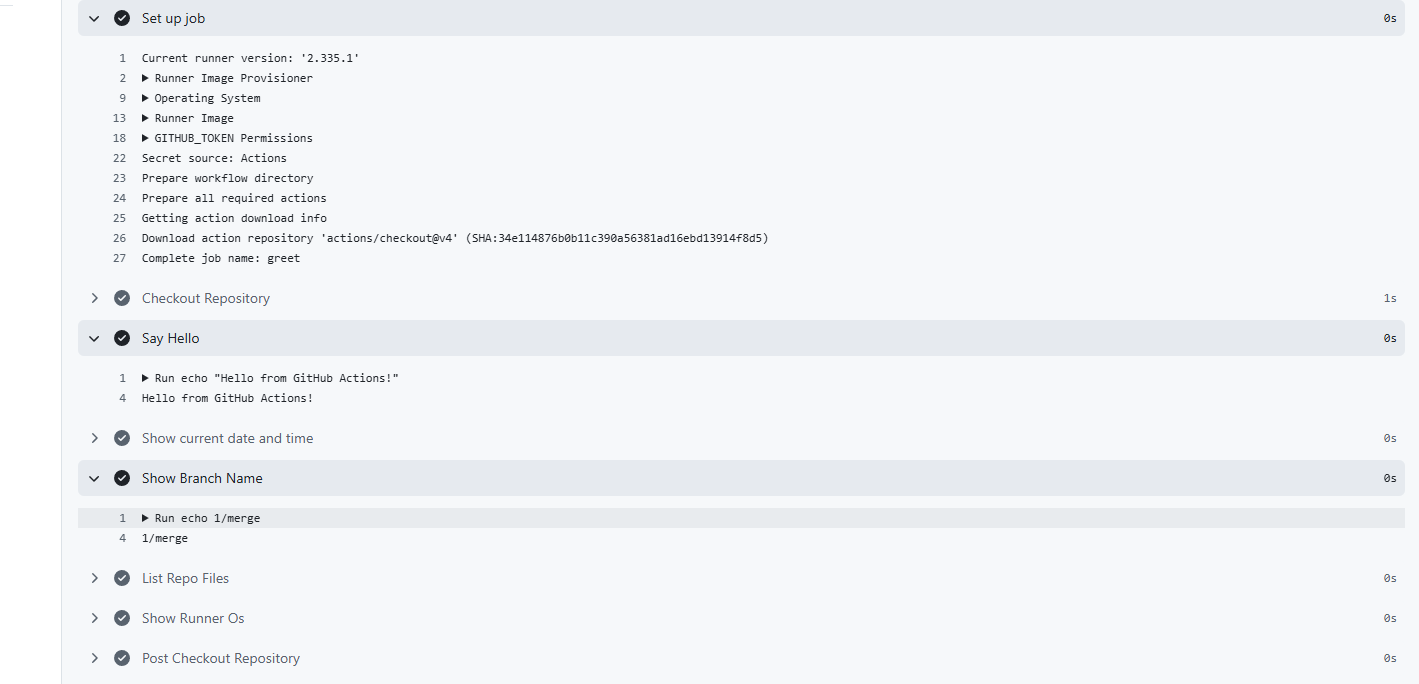 Set up job 0s
1 Current runner version: '2.335.1'
2 ▶ Runner Image Provisioner
9 ▶ Operating System
13 ▶ Runner Image
18 ▶ GITHUB_TOKEN Permissions
22 Secret source: Actions
23 Prepare workflow directory
24 Prepare all required actions
25 Getting action download info
26 Download action repository 'actions/checkout@v4' (SHA:34e114876b0b11c390a56381ad16ebd13914f8d5)
27 Complete job name: greet
Checkout Repository 1s
Say Hello 0s
1 ▶ Run echo "Hello from GitHub Actions!"
4 Hello from GitHub Actions!
Show current date and time 0s
Show Branch Name 0s
1 ▶ Run echo 1/merge
4 1/merge
List Repo Files 0s
Show Runner Os 0s
Post Checkout Repository 0s